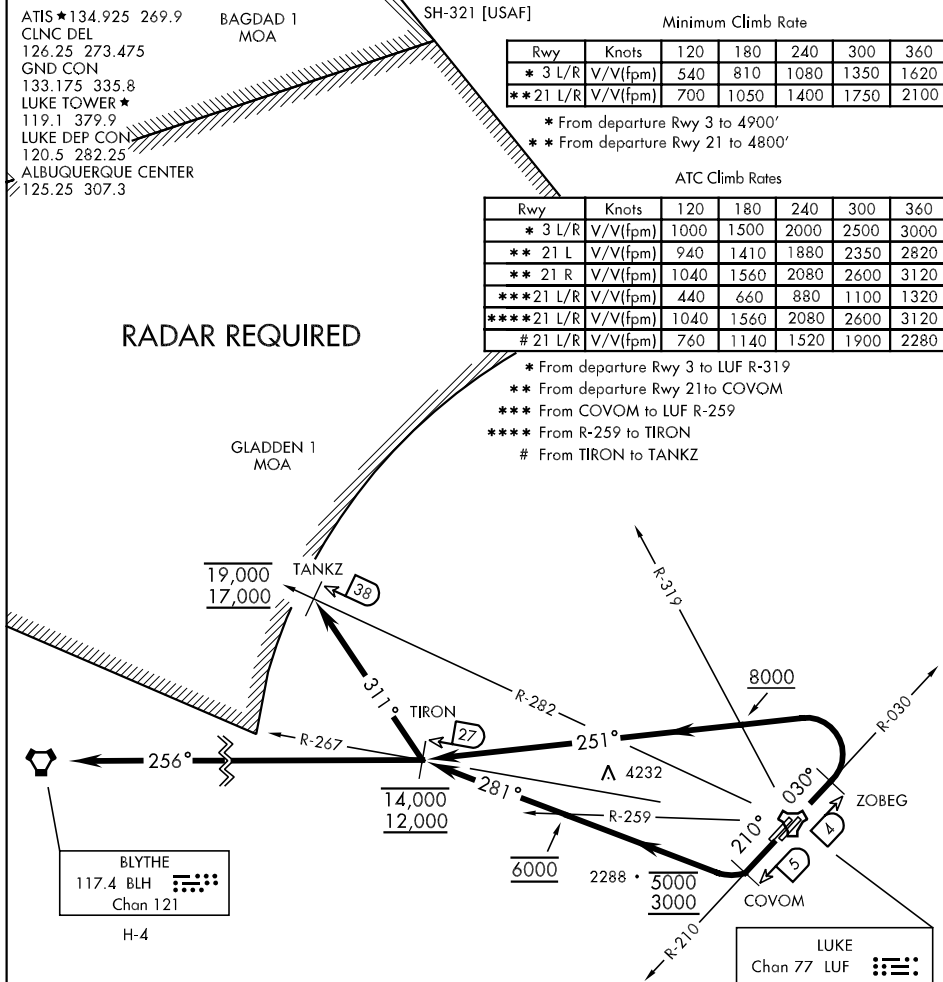 ATIS ★ 134.925 269.9
CLNC DEL
126.25 273.475
GND CON
133.175 335.8
LUKE TOWER ★
119.1 379.9
LUKE DEP CON
120.5 282.25
ALBUQUERQUE CENTER
125.25 307.3
BAGDAD 1
MOA
SH-321 [USAF]
Minimum Climb Rate
Rwy Knots 120 180 240 300 360
* 3 L/R V/V(fpm) 540 810 1080 1350 1620
** 21 L/R V/V(fpm) 700 1050 1400 1750 2100
* From departure Rwy 3 to 4900'
* * From departure Rwy 21 to 4800'
ATC Climb Rates
Rwy Knots 120 180 240 300 360
* 3 L/R V/V(fpm) 1000 1500 2000 2500 3000
** 21 L V/V(fpm) 940 1410 1880 2350 2820
** 21 R V/V(fpm) 1040 1560 2080 2600 3120
*** 21 L/R V/V(fpm) 440 660 880 1100 1320
**** 21 L/R V/V(fpm) 1040 1560 2080 2600 3120
# 21 L/R V/V(fpm) 760 1140 1520 1900 2280
* From departure Rwy 3 to LUF R-319
** From departure Rwy 21to COVOM
*** From COVOM to LUF R-259
**** From R-259 to TIRON
# From TIRON to TANKZ
RADAR REQUIRED
GLADDEN 1
MOA
TANKZ
38
19,000
17,000
R-319
311°
R-282
8000
R-030
TIRON
27
R-267
251°
256°
4232
281°
R-259
030°
ZOBEG
4
14,000
12,000
210°
5
6000
2288
5000
3000
COVOM
R-210
BLYTHE
117.4 BLH
Chan 121
H-4
LUKE
Chan 77 LUF